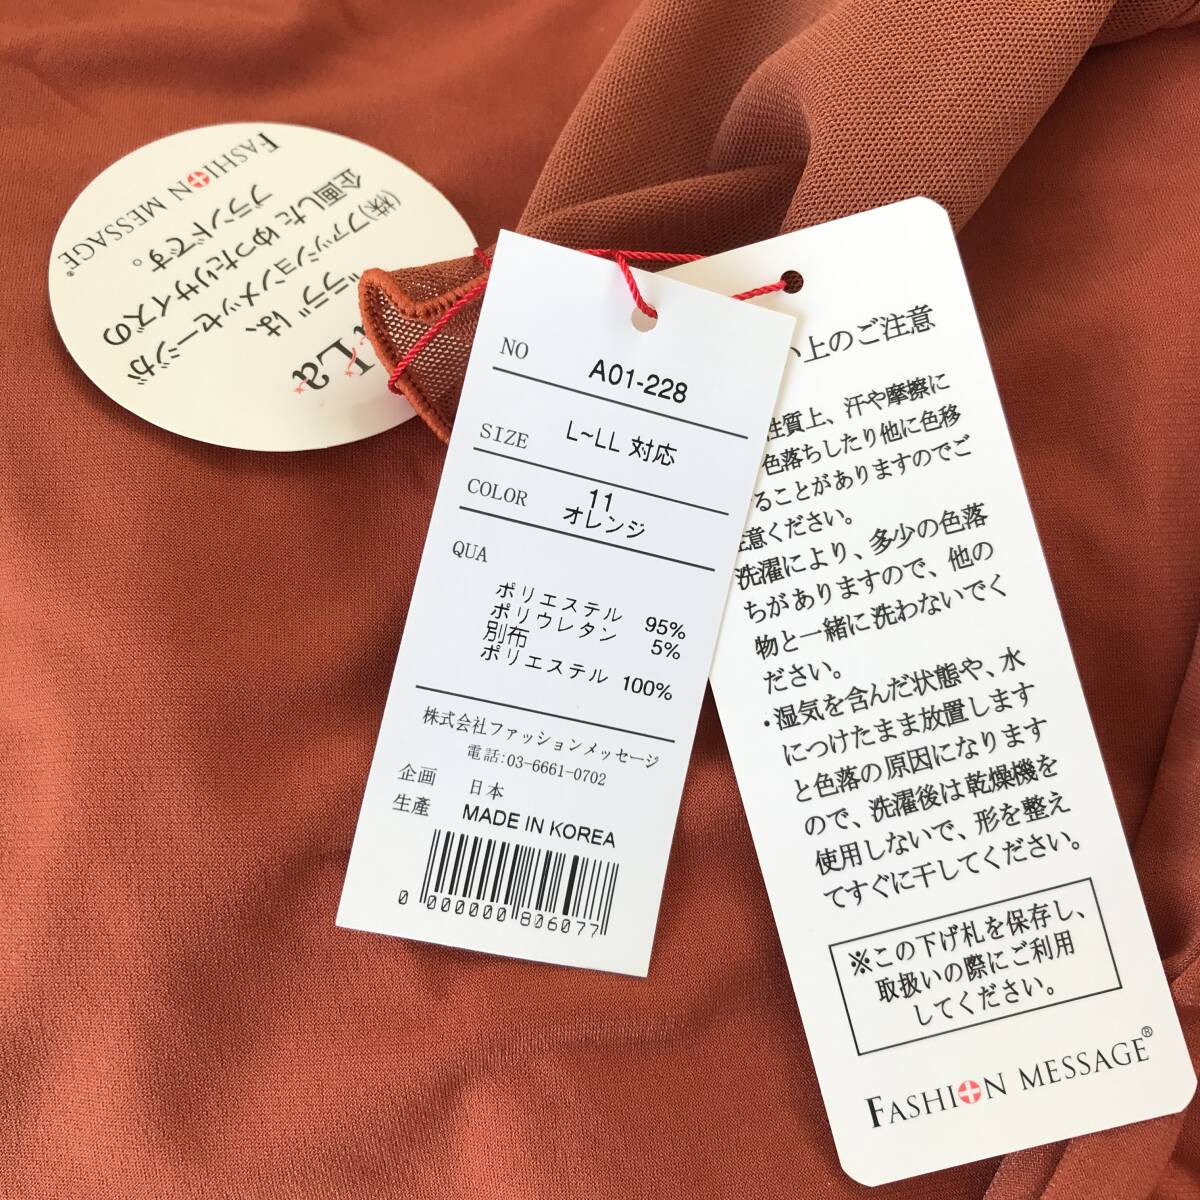 FASHION MESSAGE®
La
"ララ" は、
(株)ファッションメッセージが
企画した ゆったりサイズの
ブランドです。
NO A01-228
SIZE L~LL 対応
COLOR 11
オレンジ
QUA
ポリエステル 95%
ポリウレタン 5%
別布
ポリエステル 100%
株式会社ファッションメッセージ
電話:03-6661-0702
企画 日本
生産 MADE IN KOREA
0 000000 806077
い上のご注意
性質上、汗や摩擦に
色落ちしたり他に色移
ることがありますのでご
意ください。
洗濯により、多少の色落
ちがありますので、他の
物と一緒に洗わないでく
ださい。
・湿気を含んだ状態や、水
につけたまま放置します
と色落の原因になります
ので、洗濯後は乾燥機を
使用しないで、形を整え
てすぐに干してください。
※この下げ札を保存し、
取扱いの際にご利用
してください。
FASHION MESSAGE®